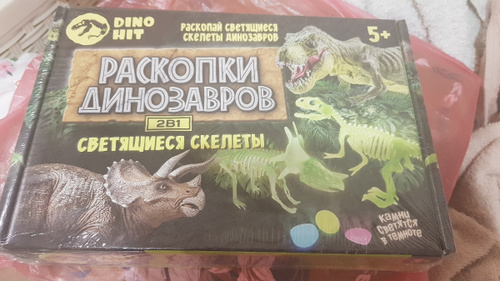 DINO
HIT
РАСКОПАЙ СВЕТЯЩИЕСЯ
СКЕЛЕТЫ ДИНОЗАВРОВ
5+
РАСКОПКИ
ДИНОЗАВРОВ
2В1
СВЕТЯЩИЕСЯ СКЕЛЕТЫ
КАМНИ
СВЕТЯТСЯ
В ТЕМНОТЕ